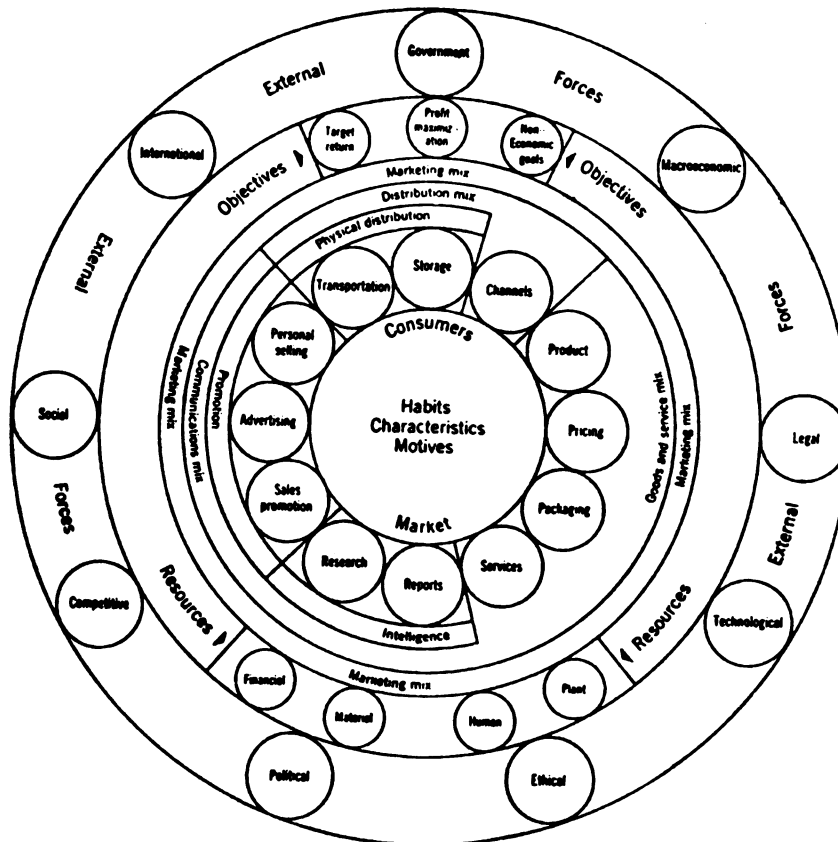 Government
External
Forces
International
Target
return
Profit
maximiz-
ation
Non-
Economic
goals
Macroeconomic
Objectives
Objectives
Marketing mix
Distribution mix
Physical distribution
External
Forces
Transportation
Storage
Channels
Personal
selling
Consumers
Product
Promotion
Communications mix
Marketing mix
Social
Advertising
Habits
Characteristics
Motives
Pricing
Goods and service mix
Marketing mix
Legal
Forces
Sales
promotion
Market
Packaging
External
Research
Reports
Services
Competitive
Resources
Intelligence
Resources
Technological
Marketing mix
Financial
Material
Human
Plant
Political
Ethical